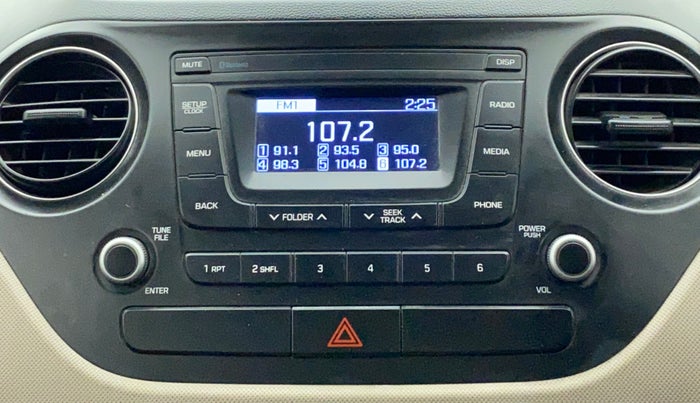 MUTE Bluetooth DISP
FM1 2:25
SETUP RADIO
CLOCK
107.2
1 91.1 2 93.5 3 95.0
MENU MEDIA
4 98.3 5 104.8 6 107.2
BACK PHONE
FOLDER SEEK
TRACK
TUNE POWER
FILE PUSH
1 RPT 2 SHFL 3 4 5 6
ENTER VOL